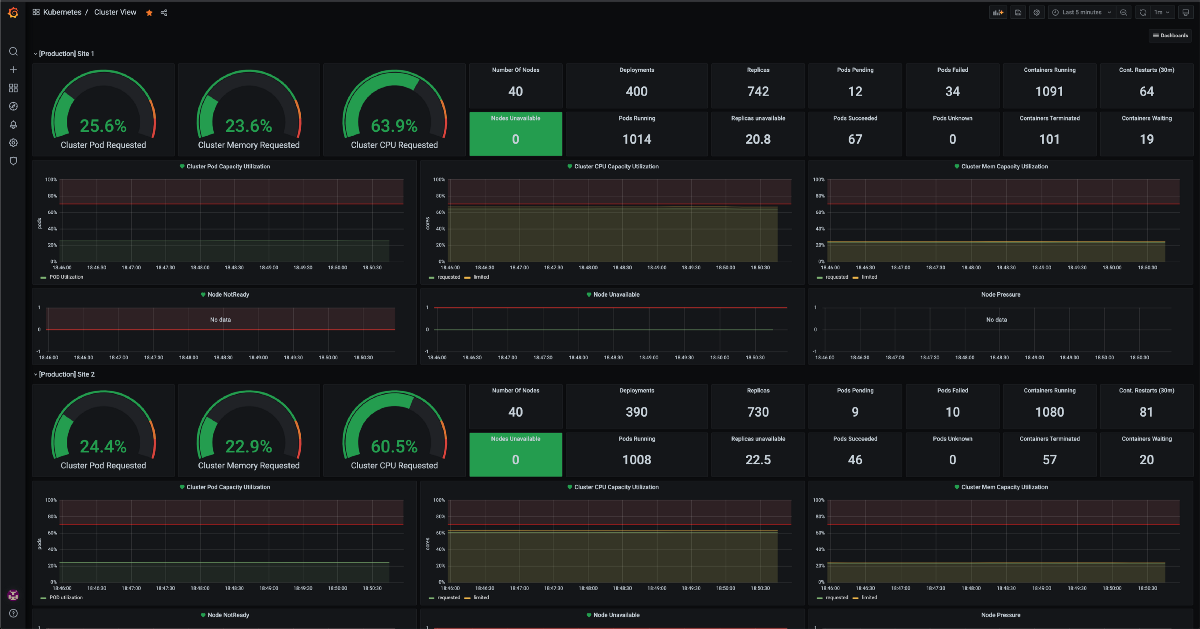 Kubernetes / Cluster View
Last 5 minutes
1m
Dashboards
[Production] Site 1
25.6%
Cluster Pod Requested
23.6%
Cluster Memory Requested
63.9%
Cluster CPU Requested
Number Of Nodes
40
Deployments
400
Replicas
742
Pods Pending
12
Pods Failed
34
Containers Running
1091
Cont. Restarts (30m)
64
Nodes Unavailable
0
Pods Running
1014
Replicas unavailable
20.8
Pods Succeeded
67
Pods Unknown
0
Containers Terminated
101
Containers Waiting
19
Cluster Pod Capacity Utilization
100%
80%
60%
40%
20%
0%
pods
18:46:00 18:46:30 18:47:00 18:47:30 18:48:00 18:48:30 18:49:00 18:49:30 18:50:00 18:50:30
POD Utilization
Cluster CPU Capacity Utilization
100%
80%
60%
40%
20%
0%
cores
18:46:00 18:46:30 18:47:00 18:47:30 18:48:00 18:48:30 18:49:00 18:49:30 18:50:00 18:50:30
requested limited
Cluster Mem Capacity Utilization
100%
80%
60%
40%
20%
0%
18:46:00 18:46:30 18:47:00 18:47:30 18:48:00 18:48:30 18:49:00 18:49:30 18:50:00 18:50:30
requested limited
Node NotReady
1
0
-1
No data
18:46:00 18:46:30 18:47:00 18:47:30 18:48:00 18:48:30 18:49:00 18:49:30 18:50:00 18:50:30
Node Unavailable
1
0
-1
18:46:00 18:46:30 18:47:00 18:47:30 18:48:00 18:48:30 18:49:00 18:49:30 18:50:00 18:50:30
Node Pressure
1
0
-1
No data
18:46:00 18:46:30 18:47:00 18:47:30 18:48:00 18:48:30 18:49:00 18:49:30 18:50:00 18:50:30
[Production] Site 2
24.4%
Cluster Pod Requested
22.9%
Cluster Memory Requested
60.5%
Cluster CPU Requested
Number Of Nodes
40
Deployments
390
Replicas
730
Pods Pending
9
Pods Failed
10
Containers Running
1080
Cont. Restarts (30m)
81
Nodes Unavailable
0
Pods Running
1008
Replicas unavailable
22.5
Pods Succeeded
46
Pods Unknown
0
Containers Terminated
57
Containers Waiting
20
Cluster Pod Capacity Utilization
100%
80%
60%
40%
20%
0%
pods
18:46:00 18:46:30 18:47:00 18:47:30 18:48:00 18:48:30 18:49:00 18:49:30 18:50:00 18:50:30
POD utilization
Cluster CPU Capacity Utilization
100%
80%
60%
40%
20%
0%
cores
18:46:00 18:46:30 18:47:00 18:47:30 18:48:00 18:48:30 18:49:00 18:49:30 18:50:00 18:50:30
requested limited
Cluster Mem Capacity Utilization
100%
80%
60%
40%
20%
0%
18:46:00 18:46:30 18:47:00 18:47:30 18:48:00 18:48:30 18:49:00 18:49:30 18:50:00 18:50:30
requested limited
Node NotReady
1
Node Unavailable
1
Node Pressure
1